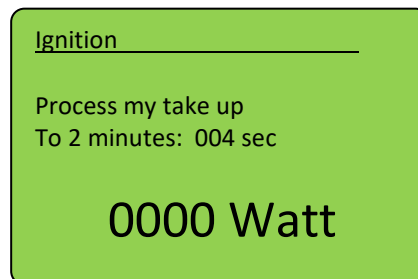 Ignition
Process my take up
To 2 minutes:  004 sec
0000 Watt